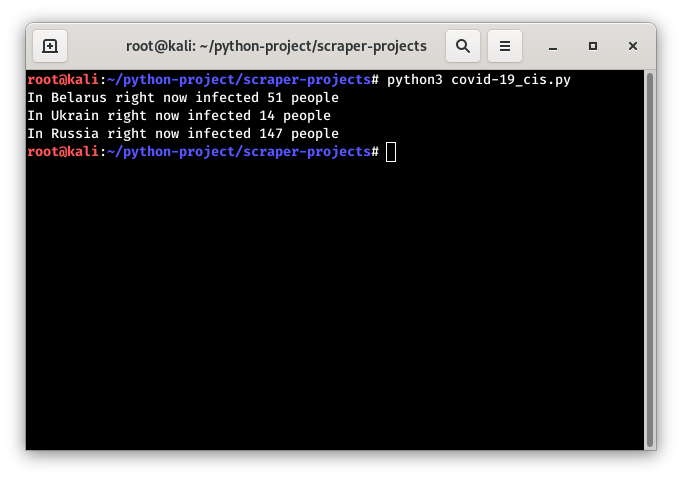 root@kali: ~/python-project/scraper-projects
root@kali:~/python-project/scraper-projects# python3 covid-19_cis.py
In Belarus right now infected 51 people
In Ukrain right now infected 14 people
In Russia right now infected 147 people
root@kali:~/python-project/scraper-projects#